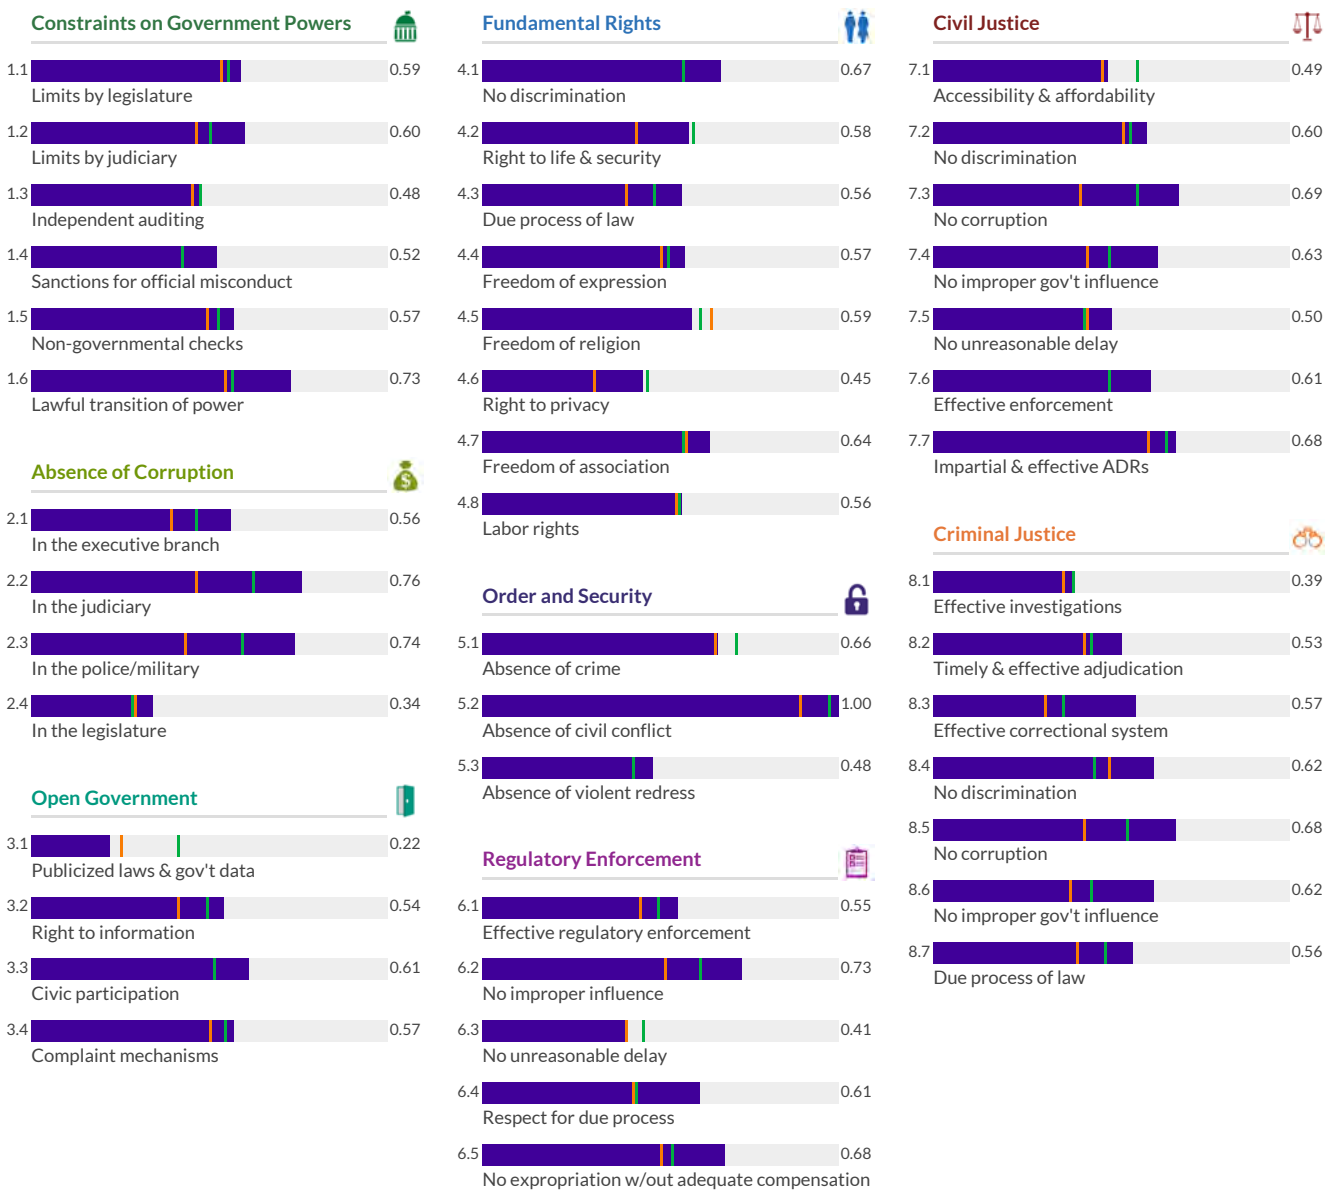 Constraints on Government Powers
1.1 0.59
Limits by legislature
1.2 0.60
Limits by judiciary
1.3 0.48
Independent auditing
1.4 0.52
Sanctions for official misconduct
1.5 0.57
Non-governmental checks
1.6 0.73
Lawful transition of power
Absence of Corruption
$
2.1 0.56
In the executive branch
2.2 0.76
In the judiciary
2.3 0.74
In the police/military
2.4 0.34
In the legislature
Open Government
3.1 0.22
Publicized laws & gov't data
3.2 0.54
Right to information
3.3 0.61
Civic participation
3.4 0.57
Complaint mechanisms
Fundamental Rights
4.1 0.67
No discrimination
4.2 0.58
Right to life & security
4.3 0.56
Due process of law
4.4 0.57
Freedom of expression
4.5 0.59
Freedom of religion
4.6 0.45
Right to privacy
4.7 0.64
Freedom of association
4.8 0.56
Labor rights
Order and Security
5.1 0.66
Absence of crime
5.2 1.00
Absence of civil conflict
5.3 0.48
Absence of violent redress
Regulatory Enforcement
6.1 0.55
Effective regulatory enforcement
6.2 0.73
No improper influence
6.3 0.41
No unreasonable delay
6.4 0.61
Respect for due process
6.5 0.68
No expropriation w/out adequate compensation
Civil Justice
7.1 0.49
Accessibility & affordability
7.2 0.60
No discrimination
7.3 0.69
No corruption
7.4 0.63
No improper gov't influence
7.5 0.50
No unreasonable delay
7.6 0.61
Effective enforcement
7.7 0.68
Impartial & effective ADRs
Criminal Justice
8.1 0.39
Effective investigations
8.2 0.53
Timely & effective adjudication
8.3 0.57
Effective correctional system
8.4 0.62
No discrimination
8.5 0.68
No corruption
8.6 0.62
No improper gov't influence
8.7 0.56
Due process of law